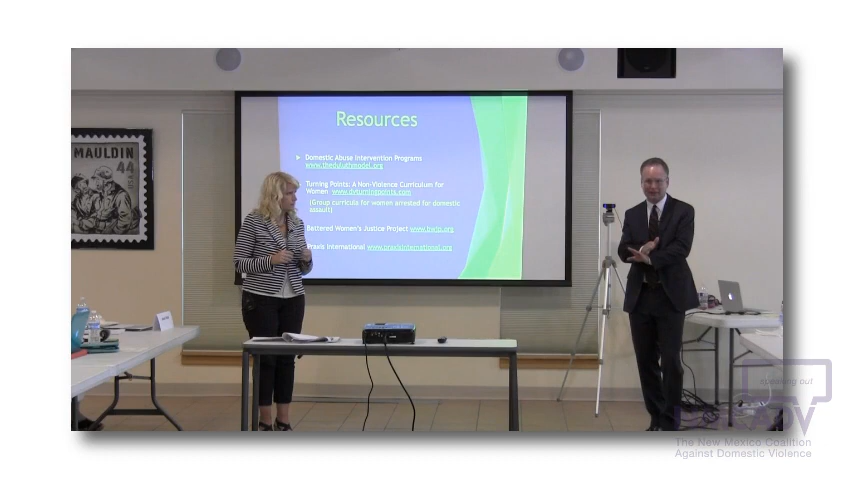 MAULDIN
44
Resources
Domestic Abuse Intervention Programs
www.theduluthmodel.org
Turning Points: A Non-Violence Curriculum for
Women www.dvturningpoints.com
(Group curricula for women arrested for domestic
assault)
Battered Women's Justice Project www.bwjp.org
Praxis International www.praxisinternational.org
speaking out
The New Mexico Coalition
Against Domestic Violence